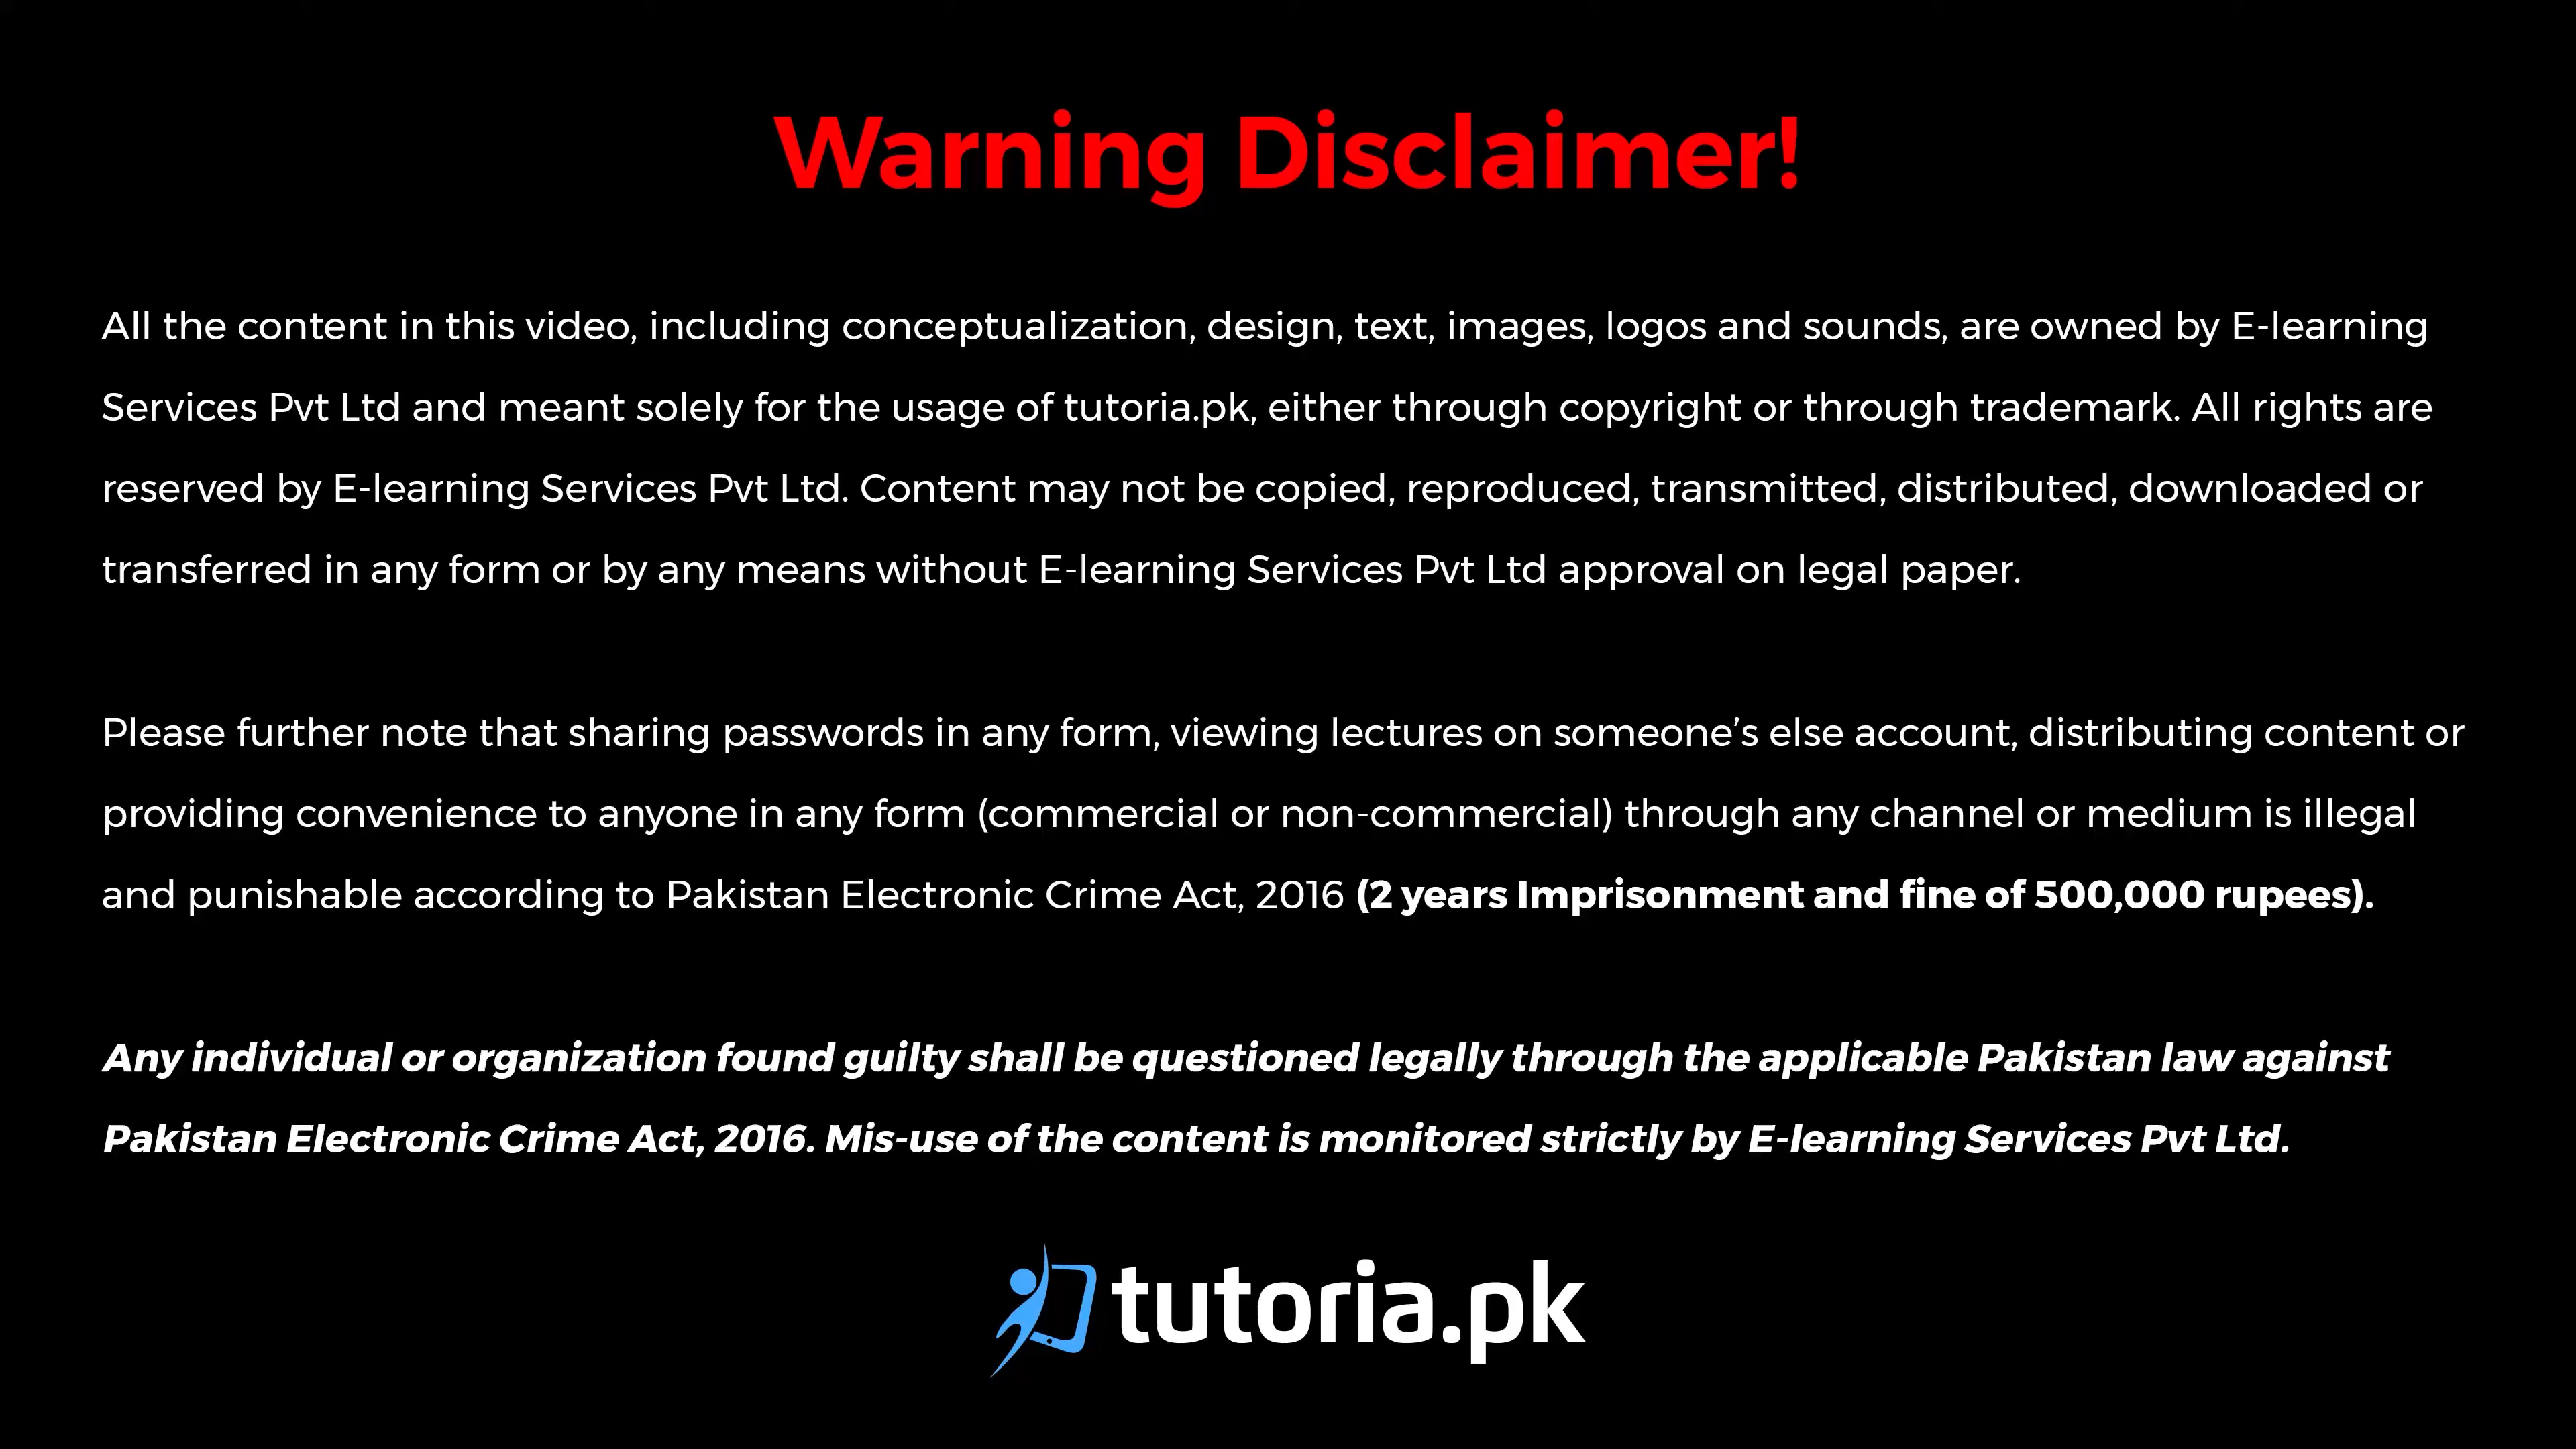 Warning Disclaimer!
All the content in this video, including conceptualization, design, text, images, logos and sounds, are owned by E-learning
Services Pvt Ltd and meant solely for the usage of tutoria.pk, either through copyright or through trademark. All rights are
reserved by E-learning Services Pvt Ltd. Content may not be copied, reproduced, transmitted, distributed, downloaded or
transferred in any form or by any means without E-learning Services Pvt Ltd approval on legal paper.
Please further note that sharing passwords in any form, viewing lectures on someone’s else account, distributing content or
providing convenience to anyone in any form (commercial or non-commercial) through any channel or medium is illegal
and punishable according to Pakistan Electronic Crime Act, 2016 (2 years Imprisonment and fine of 500,000 rupees).
Any individual or organization found guilty shall be questioned legally through the applicable Pakistan law against
Pakistan Electronic Crime Act, 2016. Mis-use of the content is monitored strictly by E-learning Services Pvt Ltd.
tutoria.pk